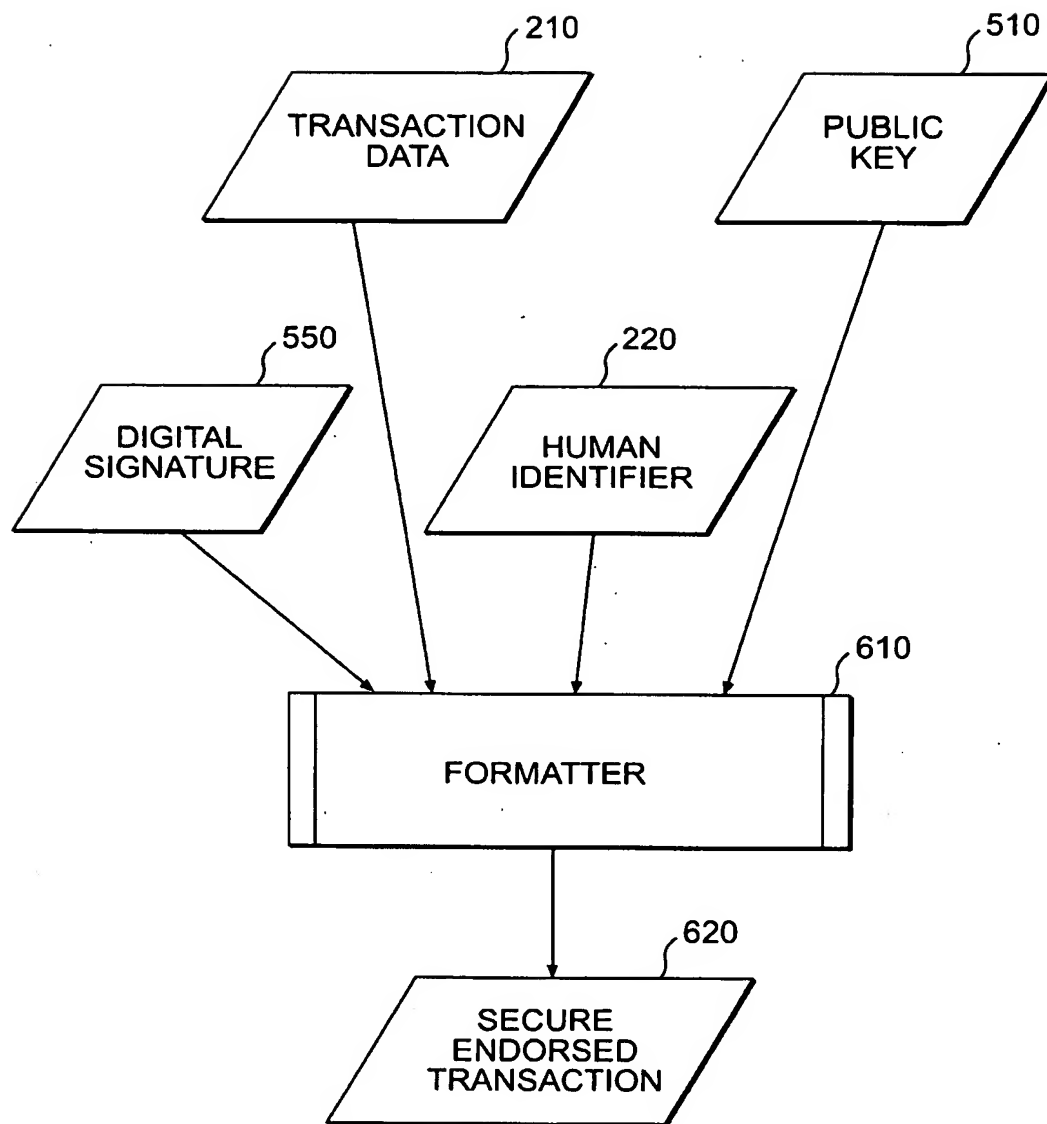 210
510
TRANSACTION
DATA
PUBLIC
KEY
550
220
DIGITAL
SIGNATURE
HUMAN
IDENTIFIER
610
FORMATTER
620
SECURE
ENDORSED
TRANSACTION